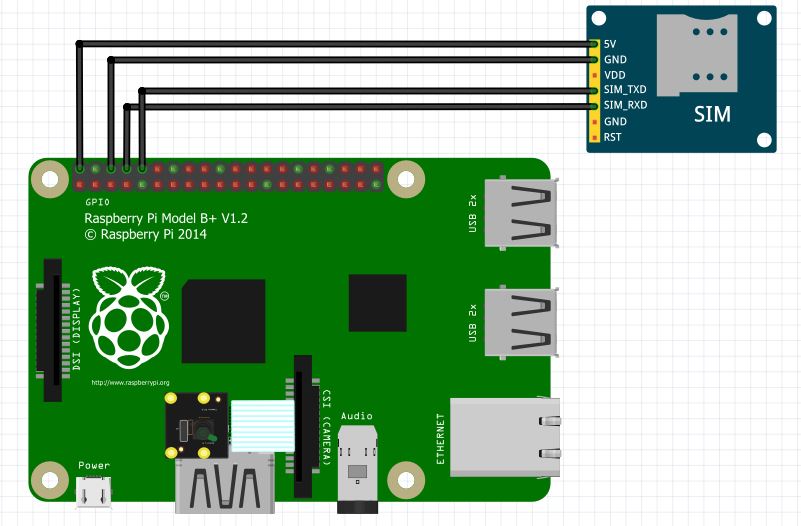 5V
GND
VDD
SIM_TXD
SIM_RXD
GND
RST
SIM
GPIO
Raspberry Pi Model B+ V1.2
© Raspberry Pi 2014
USB 2x
DSI (DISPLAY)
TM
USB 2x
http://www.raspberrypi.org
CSI (CAMERA)
Audio
ETHERNET
Power